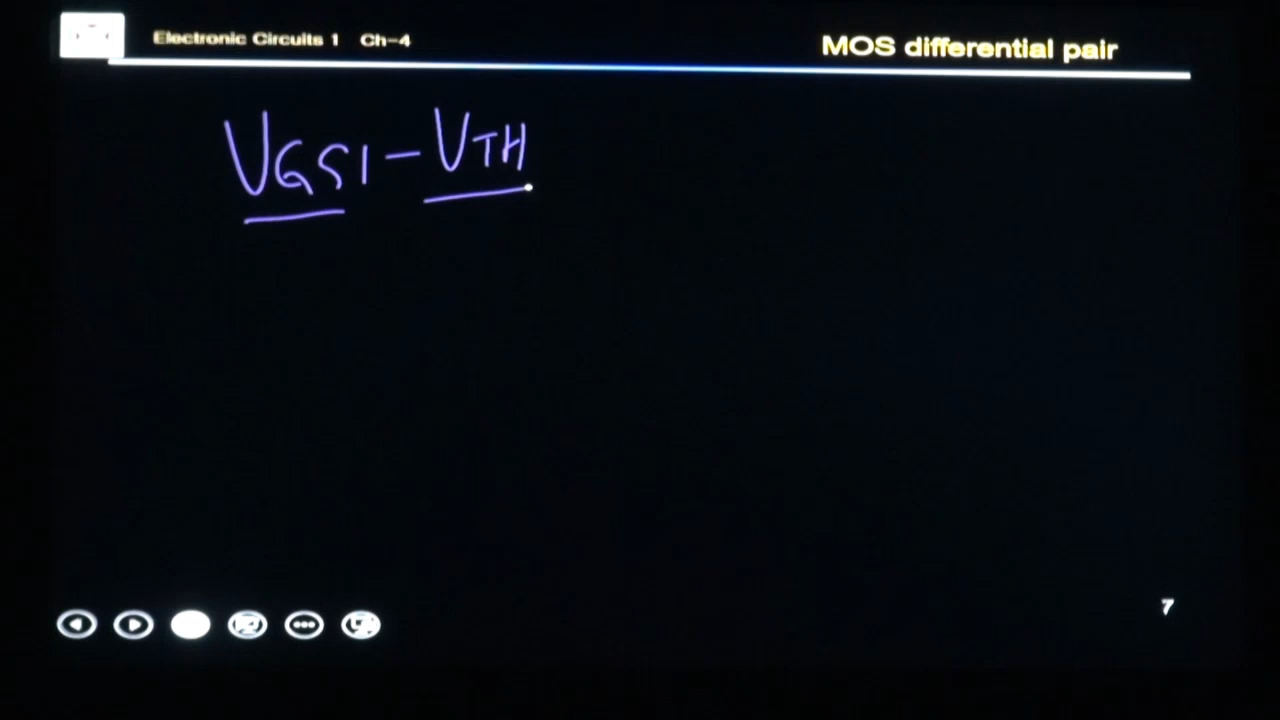 Electronic Circuits 1 Ch-4
MOS differential pair
VGS1 - VTH
7